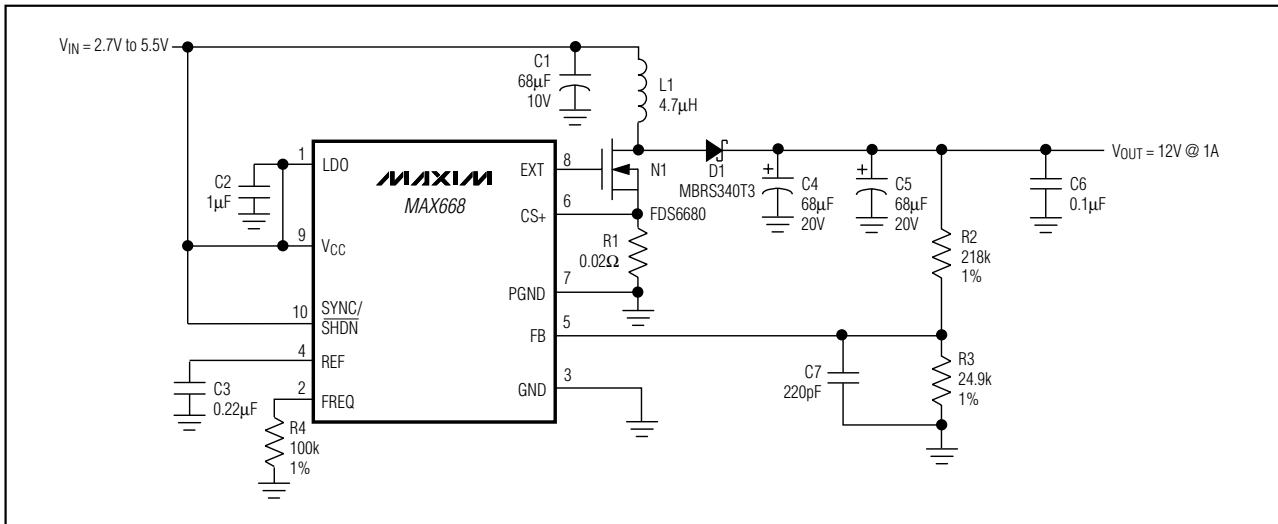 VIN = 2.7V to 5.5V
C1
68μF
10V
L1
4.7μH
1
LDO
C2
1μF
MAXIM
MAX668
EXT
8
N1
FDS6680
D1
MBRS340T3
+
C4
68μF
20V
+
C5
68μF
20V
VOUT = 12V @ 1A
C6
0.1μF
6
CS+
R1
0.02Ω
9
VCC
R2
218k
1%
7
PGND
10
SYNC/
SHDN
5
FB
4
REF
C3
0.22μF
C7
220pF
R3
24.9k
1%
3
GND
2
FREQ
R4
100k
1%